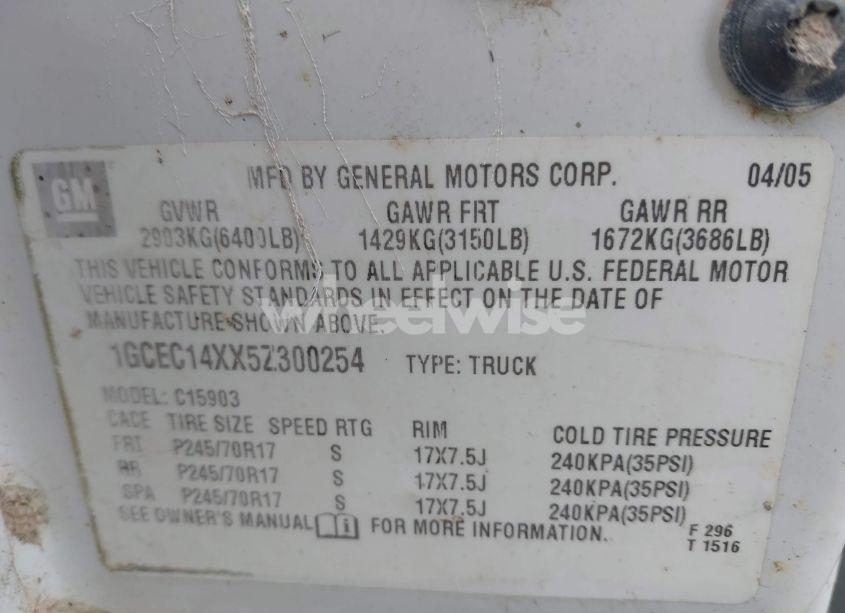 GM
MFD BY GENERAL MOTORS CORP. 04/05
GVWR GAWR FRT GAWR RR
2903KG(6400LB) 1429KG(3150LB) 1672KG(3686LB)
THIS VEHICLE CONFORMS TO ALL APPLICABLE U.S. FEDERAL MOTOR
VEHICLE SAFETY STANDARDS IN EFFECT ON THE DATE OF
MANUFACTURE SHOWN ABOVE.
wheelwise
1GCEC14XX5Z300254 TYPE: TRUCK
MODEL: C15903
CACE TIRE SIZE SPEED RTG RIM COLD TIRE PRESSURE
FRT P245/70R17 S 17X7.5J 240KPA(35PSI)
RR P245/70R17 S 17X7.5J 240KPA(35PSI)
SPA P245/70R17 S 17X7.5J 240KPA(35PSI)
SEE OWNER'S MANUAL FOR MORE INFORMATION.
F 296
T 1516